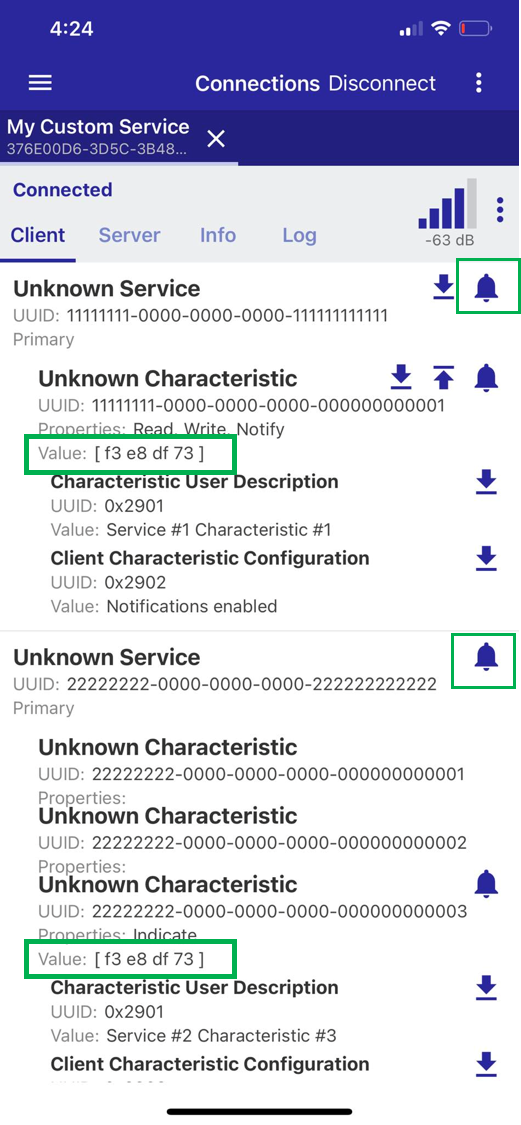 4:24
Connections Disconnect
My Custom Service
376E00D6-3D5C-3B48...
Connected
-63 dB
Client Server Info Log
Unknown Service
UUID: 11111111-0000-0000-0000-111111111111
Primary
Unknown Characteristic
UUID: 11111111-0000-0000-0000-000000000001
Properties: Read, Write, Notify
Value: [ f3 e8 df 73 ]
Characteristic User Description
UUID: 0x2901
Value: Service #1 Characteristic #1
Client Characteristic Configuration
UUID: 0x2902
Value: Notifications enabled
Unknown Service
UUID: 22222222-0000-0000-0000-222222222222
Primary
Unknown Characteristic
UUID: 22222222-0000-0000-0000-000000000001
Properties:
Unknown Characteristic
UUID: 22222222-0000-0000-0000-000000000002
Properties:
Unknown Characteristic
UUID: 22222222-0000-0000-0000-000000000003
Properties: Indicate
Value: [ f3 e8 df 73 ]
Characteristic User Description
UUID: 0x2901
Value: Service #2 Characteristic #3
Client Characteristic Configuration